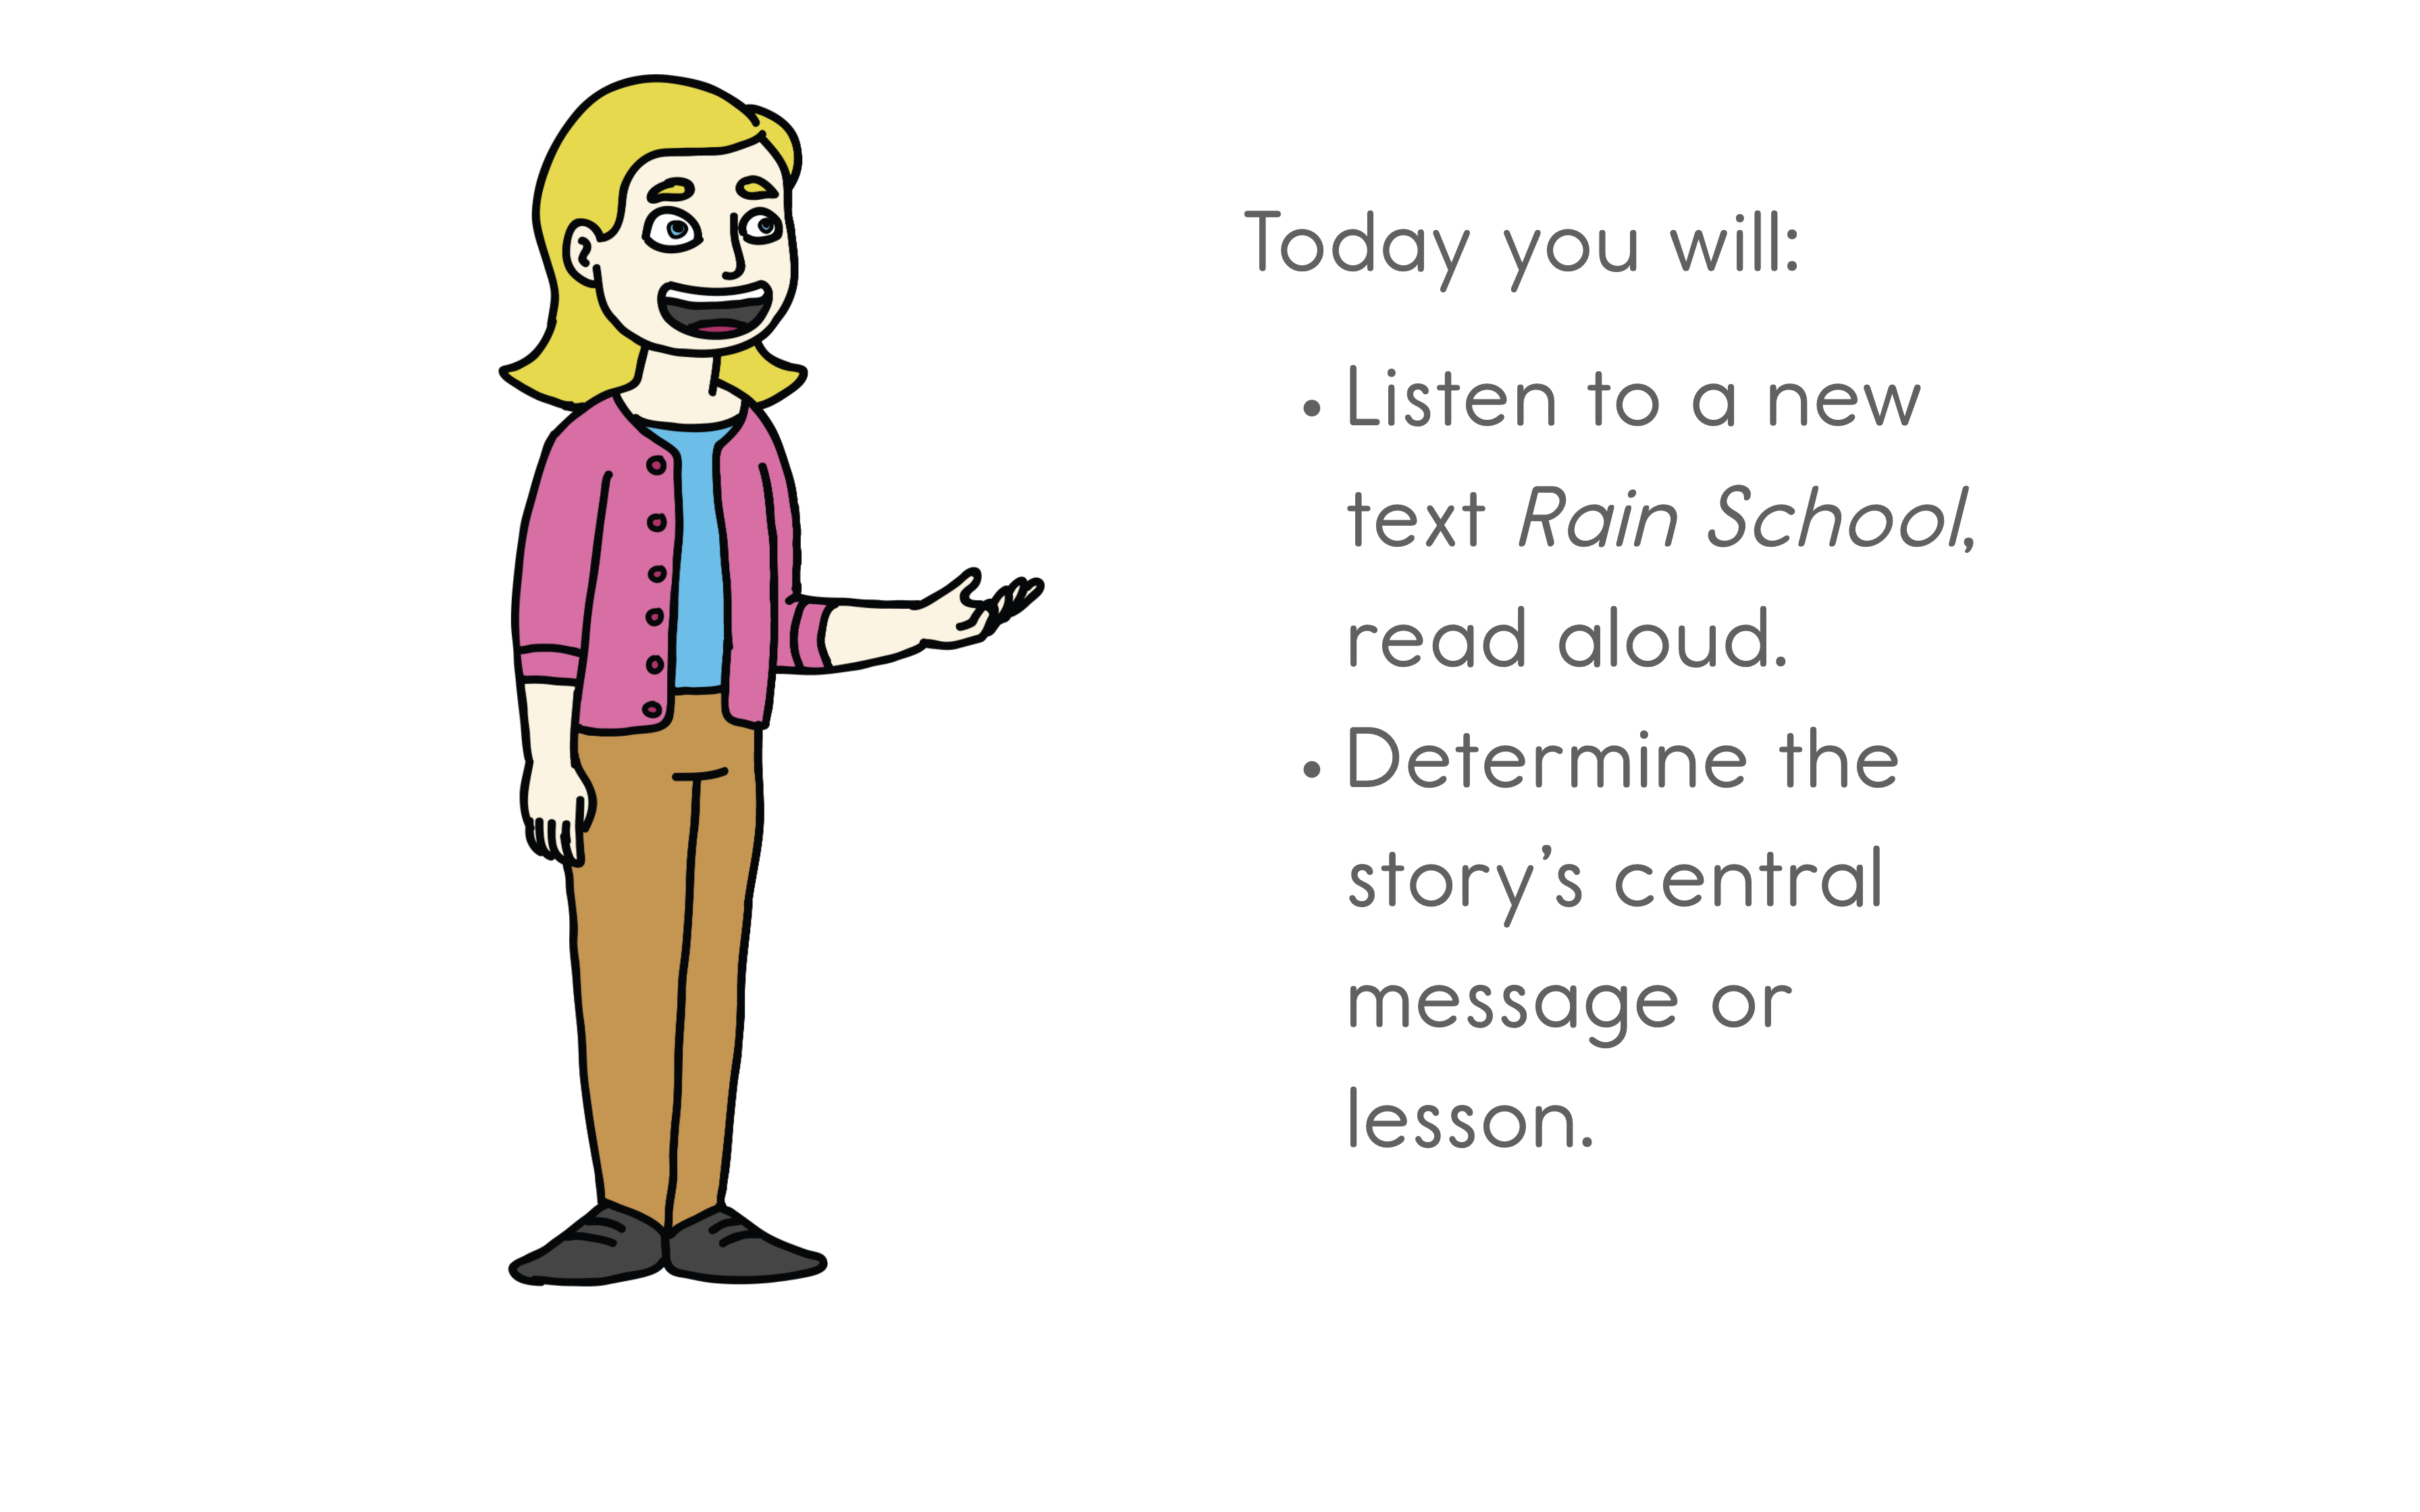 Today you will:
• Listen to a new
text Rain School,
read aloud.
• Determine the
story’s central
message or
lesson.